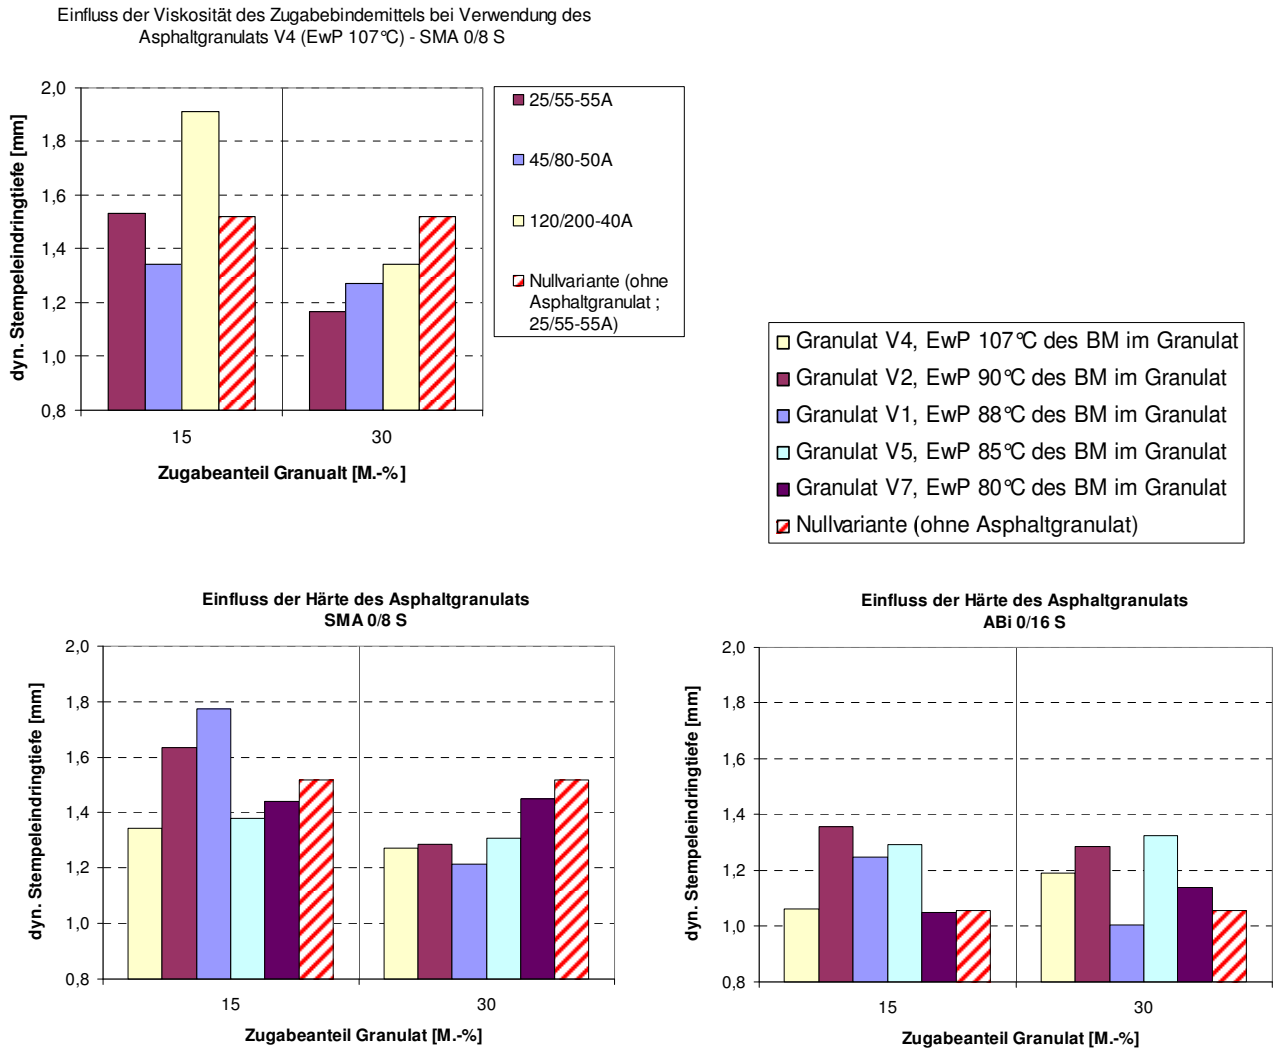 Einfluss der Viskosität des Zugabebindemittels bei Verwendung des
Asphaltgranulats V4 (EwP 107°C) - SMA 0/8 S
dyn. Stempeleindringtiefe [mm]
2,0
1,8
1,6
1,4
1,2
1,0
0,8
15
30
Zugabeanteil Granualt [M.-%]
25/55-55A
45/80-50A
120/200-40A
Nullvariante (ohne
Asphaltgranulat ;
25/55-55A)
Granulat V4, EwP 107°C des BM im Granulat
Granulat V2, EwP 90°C des BM im Granulat
Granulat V1, EwP 88°C des BM im Granulat
Granulat V5, EwP 85°C des BM im Granulat
Granulat V7, EwP 80°C des BM im Granulat
Nullvariante (ohne Asphaltgranulat)
Einfluss der Härte des Asphaltgranulats
SMA 0/8 S
dyn. Stempeleindringtiefe [mm]
2,0
1,8
1,6
1,4
1,2
1,0
0,8
15
30
Zugabeanteil Granulat [M.-%]
Einfluss der Härte des Asphaltgranulats
ABi 0/16 S
dyn. Stempeleindringtiefe [mm]
2,0
1,8
1,6
1,4
1,2
1,0
0,8
15
30
Zugabeanteil Granulat [M.-%]